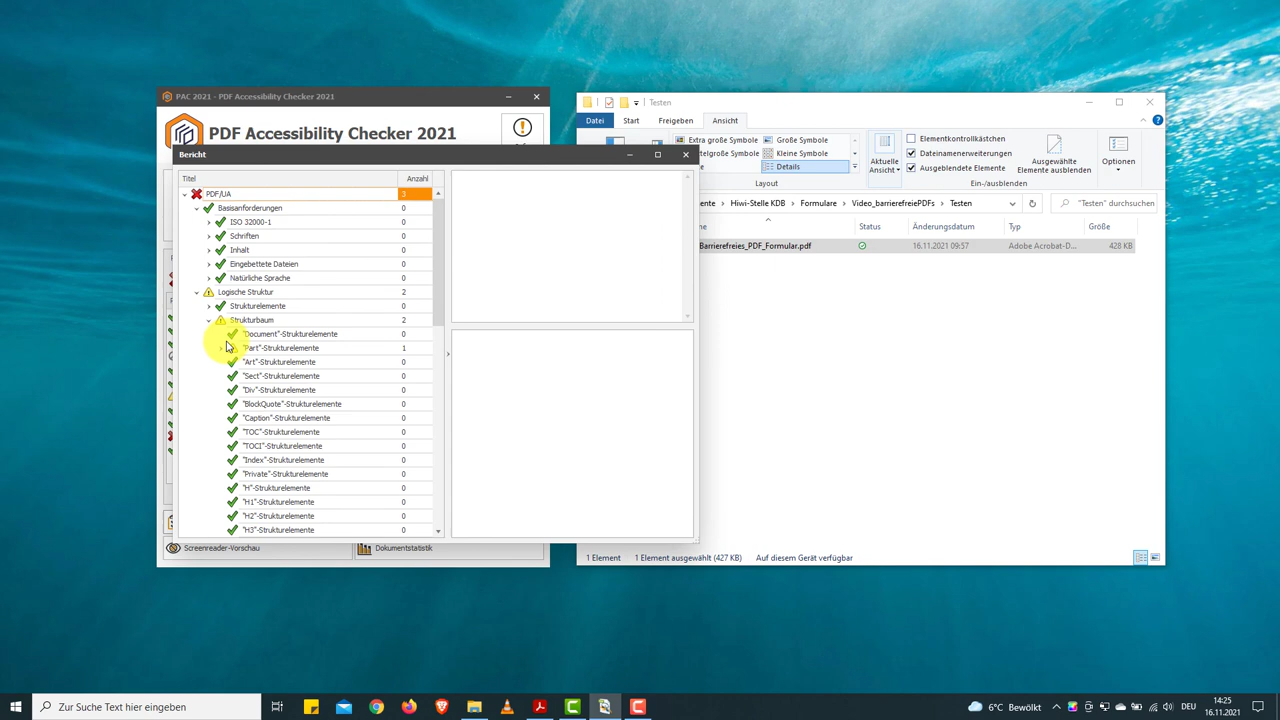 PAC 2021 - PDF Accessibility Checker 2021
PDF Accessibility Checker 2021
Bericht
Titel Anzahl
PDF/UA 3
Basisanforderungen 0
ISO 32000-1 0
Schriften 0
Inhalt 0
Eingebettete Dateien 0
Natürliche Sprache 0
Logische Struktur 2
Strukturelemente 0
Strukturbaum 2
"Document"-Strukturelemente 0
"Part"-Strukturelemente 1
"Art"-Strukturelemente 0
"Sect"-Strukturelemente 0
"Div"-Strukturelemente 0
"BlockQuote"-Strukturelemente 0
"Caption"-Strukturelemente 0
"TOC"-Strukturelemente 0
"TOCI"-Strukturelemente 0
"Index"-Strukturelemente 0
"Private"-Strukturelemente 0
"H"-Strukturelemente 0
"H1"-Strukturelemente 0
"H2"-Strukturelemente 0
"H3"-Strukturelemente 0
Screenreader-Vorschau Dokumentstatistik
Testen
Datei Start Freigeben Ansicht
Extra große Symbole Große Symbole
ttelgroße Symbole Kleine Symbole
Details
Layout
Aktuelle
Ansicht
Elementkontrollkästchen
Dateinamenerweiterungen
Ausgeblendete Elemente
Ausgewählte
Elemente ausblenden
Ein-/ausblenden
Optionen
nte Hiwi-Stelle KDB Formulare Video_barrierefreiePDFs Testen
"Testen" durchsuchen
Status Änderungsdatum Typ Größe
Barrierefreies_PDF_Formular.pdf 16.11.2021 09:57 Adobe Acrobat-D... 428 KB
1 Element 1 Element ausgewählt (427 KB) Auf diesem Gerät verfügbar
Zur Suche Text hier eingeben
6°C Bewölkt
DEU
14:25
16.11.2021